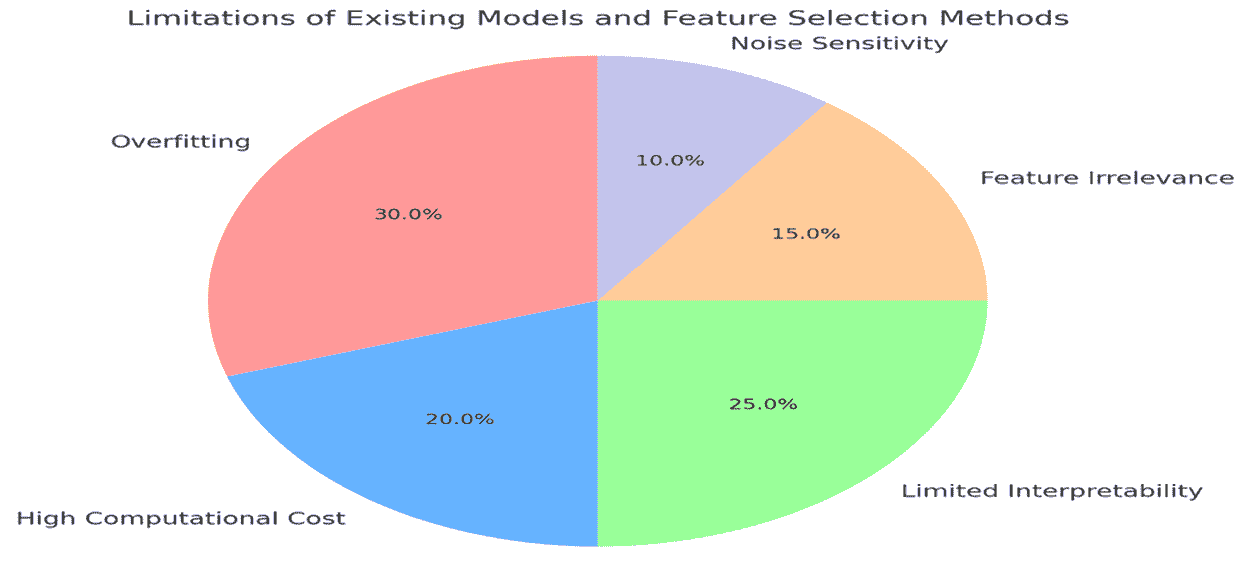 Limitations of Existing Models and Feature Selection Methods
Noise Sensitivity
Overfitting
10.0%
Feature Irrelevance
30.0%
15.0%
25.0%
20.0%
Limited Interpretability
High Computational Cost